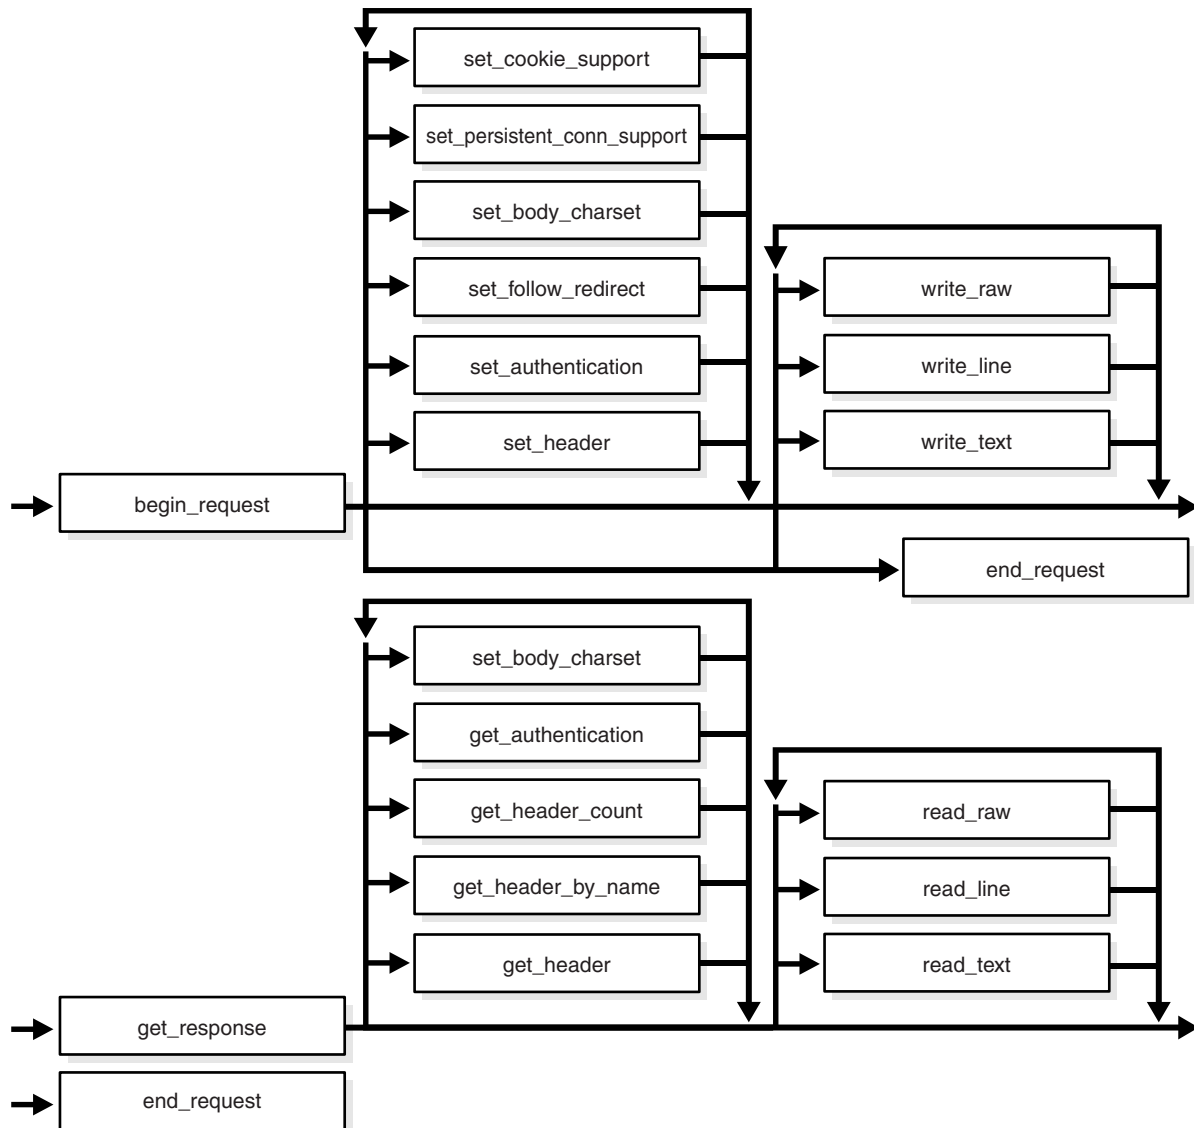 set_cookie_support
set_persistent_conn_support
set_body_charset
set_follow_redirect
set_authentication
set_header
write_raw
write_line
write_text
begin_request
end_request
set_body_charset
get_authentication
get_header_count
get_header_by_name
get_header
read_raw
read_line
read_text
get_response
end_request